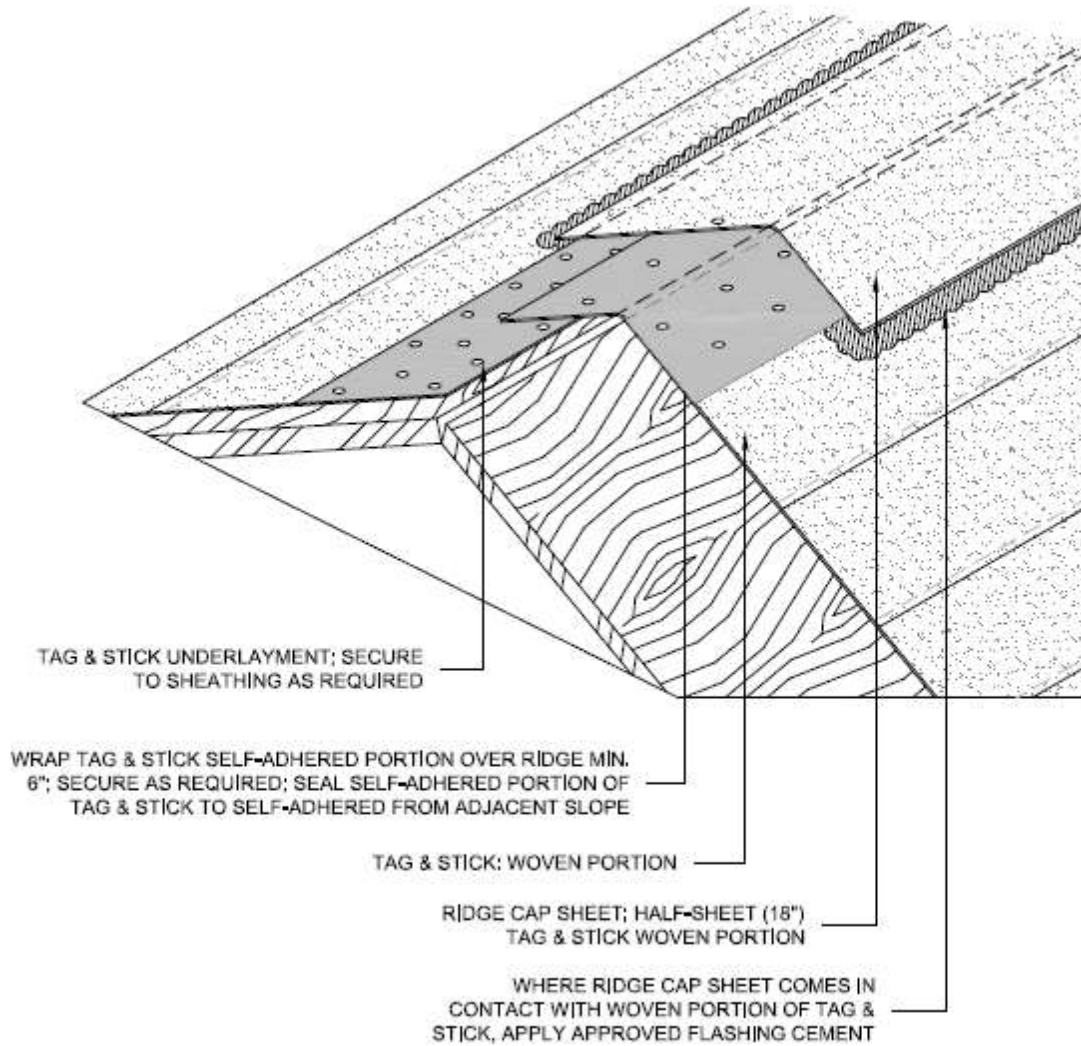 TAG & STICK UNDERLAYMENT; SECURE
TO SHEATHING AS REQUIRED
WRAP TAG & STICK SELF-ADHERED PORTION OVER RIDGE MIN.
6"; SECURE AS REQUIRED; SEAL SELF-ADHERED PORTION OF
TAG & STICK TO SELF-ADHERED FROM ADJACENT SLOPE
TAG & STICK: WOVEN PORTION
RIDGE CAP SHEET; HALF-SHEET (18")
TAG & STICK WOVEN PORTION
WHERE RIDGE CAP SHEET COMES IN
CONTACT WITH WOVEN PORTION OF TAG &
STICK, APPLY APPROVED FLASHING CEMENT